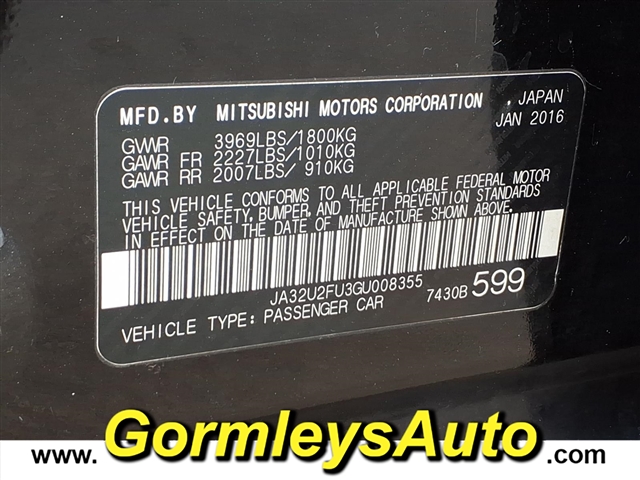 MFD.BY MITSUBISHI MOTORS CORPORATION , JAPAN
JAN 2016
GVWR 3969LBS/1800KG
GAWR FR 2227LBS/1010KG
GAWR RR 2007LBS/ 910KG
THIS VEHICLE CONFORMS TO ALL APPLICABLE FEDERAL MOTOR
VEHICLE SAFETY, BUMPER, AND THEFT PREVENTION STANDARDS
IN EFFECT ON THE DATE OF MANUFACTURE SHOWN ABOVE.
JA32U2FU3GU008355
7430B 599
VEHICLE TYPE: PASSENGER CAR
www. GormleysAuto .com